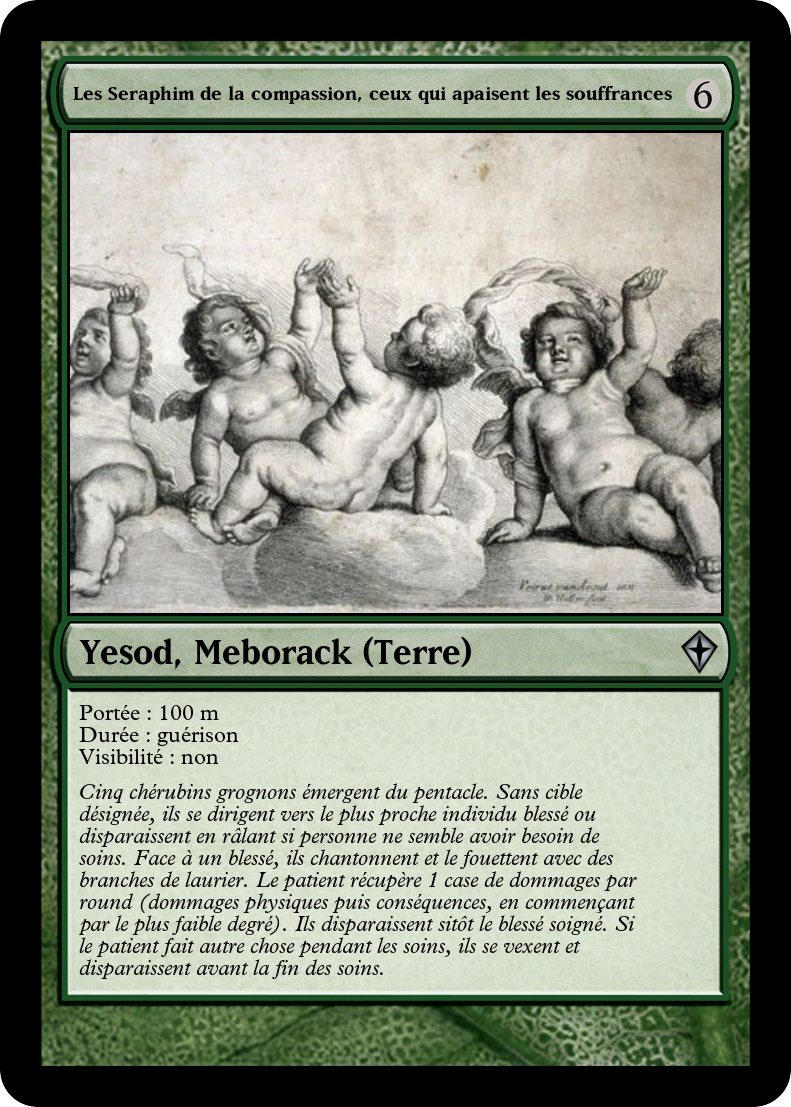 Les Seraphim de la compassion, ceux qui apaisent les souffrances 6
Yesod, Meborack (Terre)
Portée : 100 m
Durée : guérison
Visibilité : non
Cinq chérubins grognons émergent du pentacle. Sans cible
désignée, ils se dirigent vers le plus proche individu blessé ou
disparaissent en râlant si personne ne semble avoir besoin de
soins. Face à un blessé, ils chantonnent et le fouettent avec des
branches de laurier. Le patient récupère 1 case de dommages par
round (dommages physiques puis conséquences, en commençant
par le plus faible degré). Ils disparaissent sitôt le blessé soigné. Si
le patient fait autre chose pendant les soins, ils se vexent et
disparaissent avant la fin des soins.